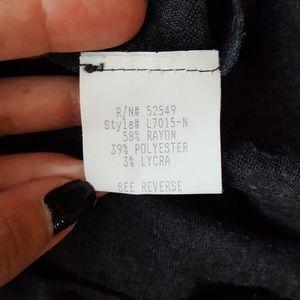 R/N# 52549
Style# L7015-N
58% RAYON
39% POLYESTER
3% LYCRA
SEE REVERSE